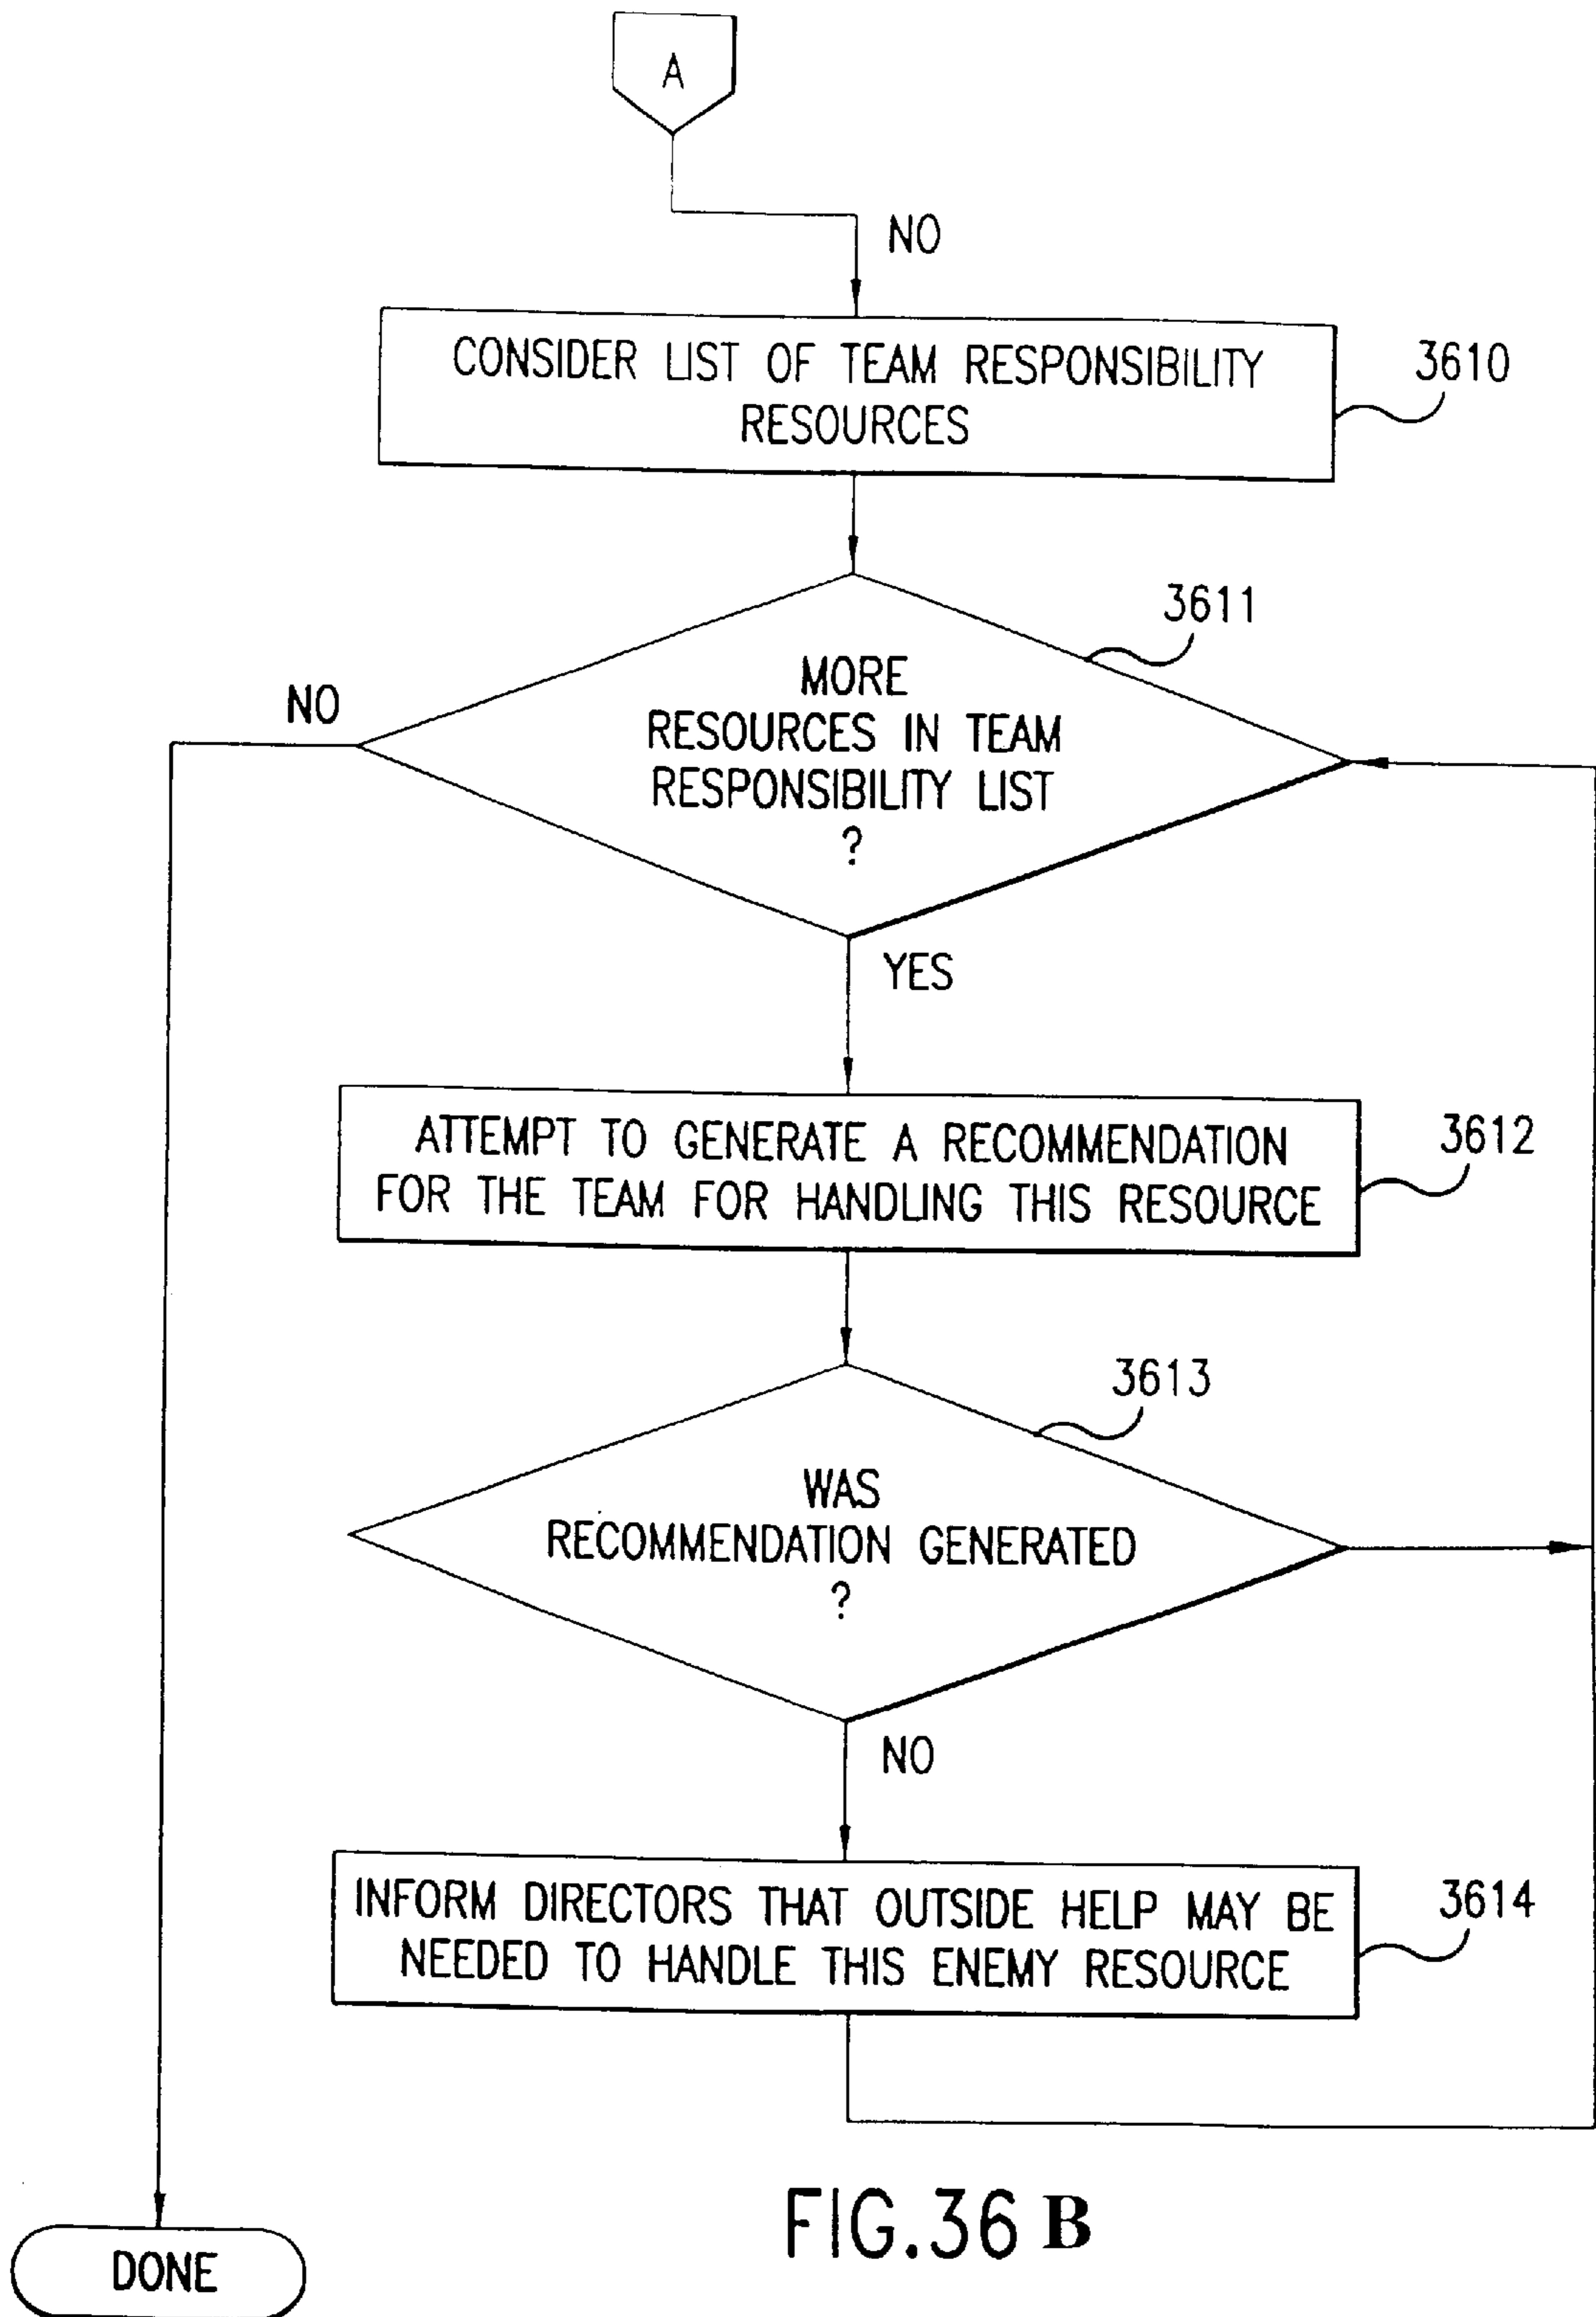 A
NO
CONSIDER LIST OF TEAM RESPONSIBILITY
RESOURCES
3610
3611
MORE
RESOURCES IN TEAM
RESPONSIBILITY LIST
?
NO
YES
ATTEMPT TO GENERATE A RECOMMENDATION
FOR THE TEAM FOR HANDLING THIS RESOURCE
3612
3613
WAS
RECOMMENDATION GENERATED
?
NO
INFORM DIRECTORS THAT OUTSIDE HELP MAY BE
NEEDED TO HANDLE THIS ENEMY RESOURCE
3614
DONE
FIG.36 B